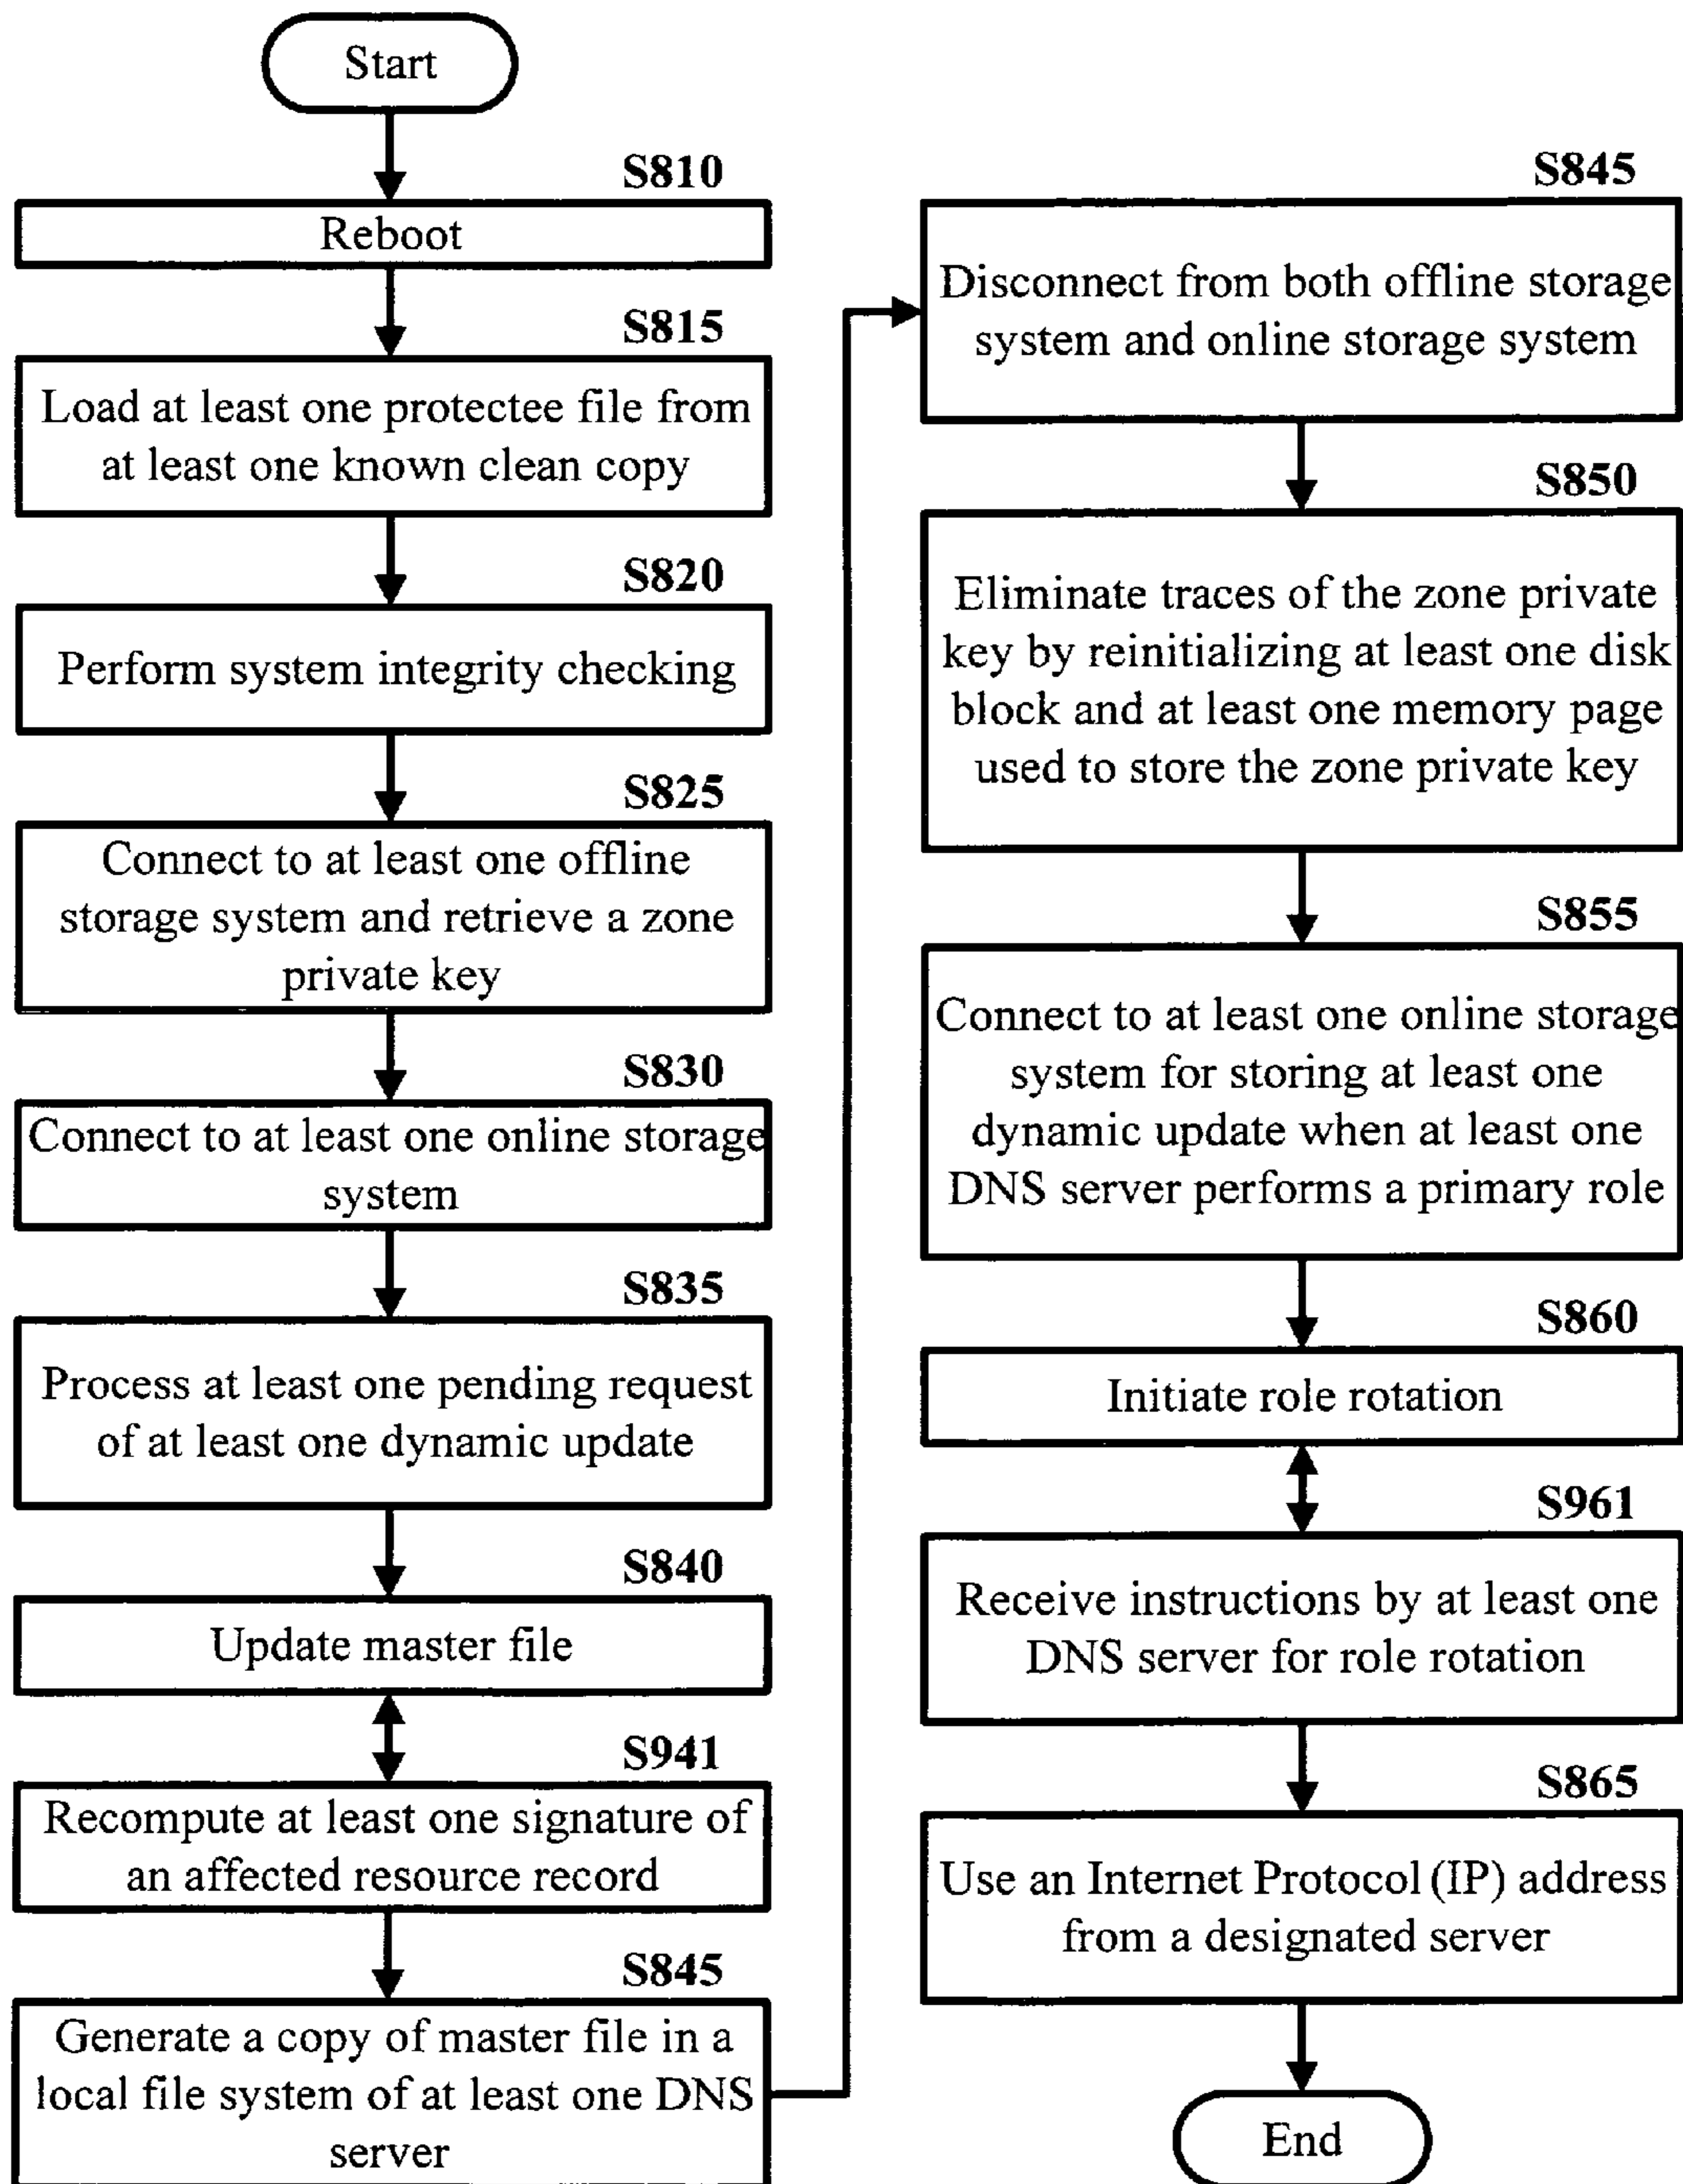 Start
S810
Reboot
S815
Load at least one protectee file from
at least one known clean copy
S820
Perform system integrity checking
S825
Connect to at least one offline
storage system and retrieve a zone
private key
S830
Connect to at least one online storage
system
S835
Process at least one pending request
of at least one dynamic update
S840
Update master file
S941
Recompute at least one signature of
an affected resource record
S845
Generate a copy of master file in a
local file system of at least one DNS
server
S845
Disconnect from both offline storage
system and online storage system
S850
Eliminate traces of the zone private
key by reinitializing at least one disk
block and at least one memory page
used to store the zone private key
S855
Connect to at least one online storage
system for storing at least one
dynamic update when at least one
DNS server performs a primary role
S860
Initiate role rotation
S961
Receive instructions by at least one
DNS server for role rotation
S865
Use an Internet Protocol (IP) address
from a designated server
End